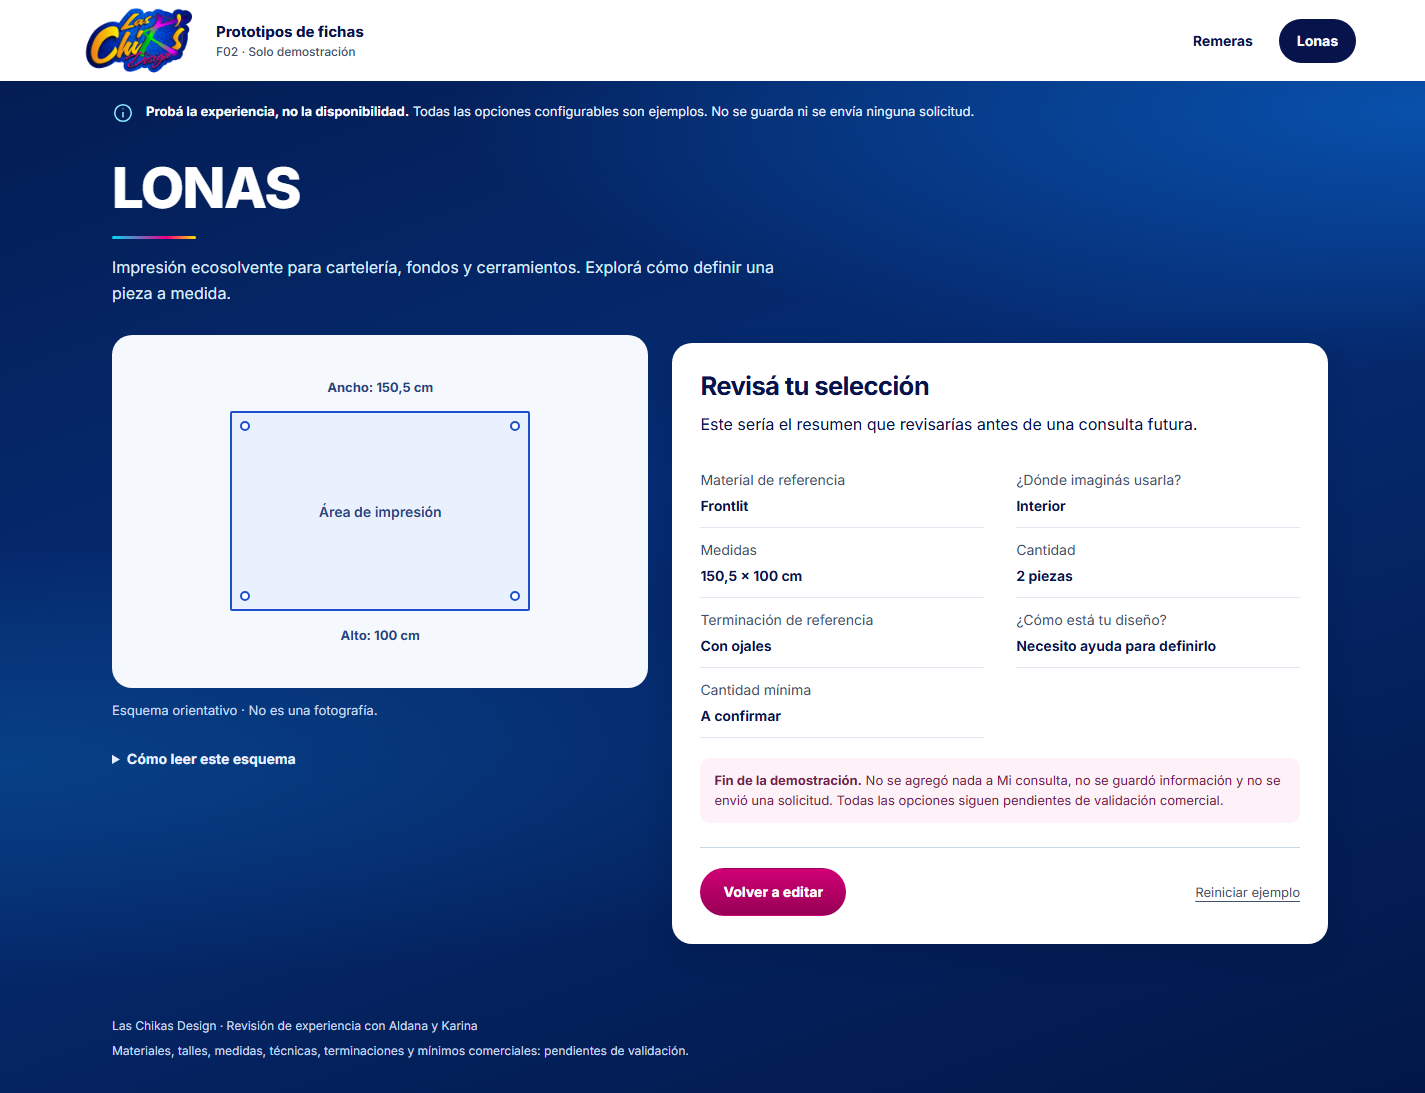 Las
Chik's
Design
Prototipos de fichas
F02 · Solo demostración
Remeras
Lonas
Probá la experiencia, no la disponibilidad. Todas las opciones configurables son ejemplos. No se guarda ni se envía ninguna solicitud.
LONAS
Impresión ecosolvente para cartelería, fondos y cerramientos. Explorá cómo definir una
pieza a medida.
Ancho: 150,5 cm
Área de impresión
Alto: 100 cm
Esquema orientativo · No es una fotografía.
Cómo leer este esquema
Revisá tu selección
Este sería el resumen que revisarías antes de una consulta futura.
Material de referencia
Frontlit
¿Dónde imaginás usarla?
Interior
Medidas
150,5 × 100 cm
Cantidad
2 piezas
Terminación de referencia
Con ojales
¿Cómo está tu diseño?
Necesito ayuda para definirlo
Cantidad mínima
A confirmar
Fin de la demostración. No se agregó nada a Mi consulta, no se guardó información y no se
envió una solicitud. Todas las opciones siguen pendientes de validación comercial.
Volver a editar
Reiniciar ejemplo
Las Chikas Design · Revisión de experiencia con Aldana y Karina
Materiales, talles, medidas, técnicas, terminaciones y mínimos comerciales: pendientes de validación.